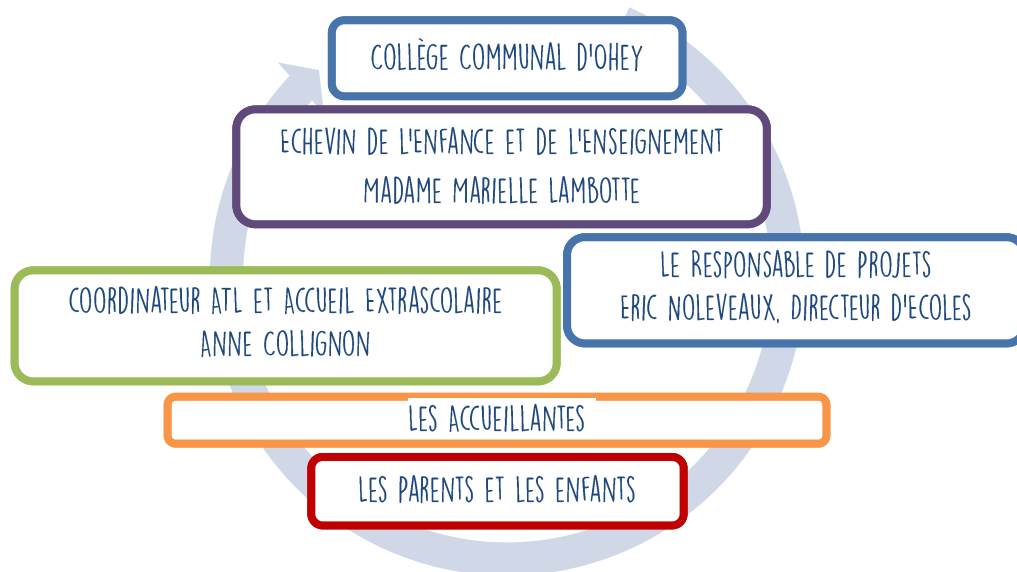 COLLÈGE COMMUNAL D'OHEY
ECHEVIN DE L'ENFANCE ET DE L'ENSEIGNEMENT
MADAME MARIELLE LAMBOTTE
LE RESPONSABLE DE PROJETS
ERIC NOLEVEAUX, DIRECTEUR D'ECOLES
COORDINATEUR ATL ET ACCUEIL EXTRASCOLAIRE
ANNE COLLIGNON
LES ACCUEILLANTES
LES PARENTS ET LES ENFANTS